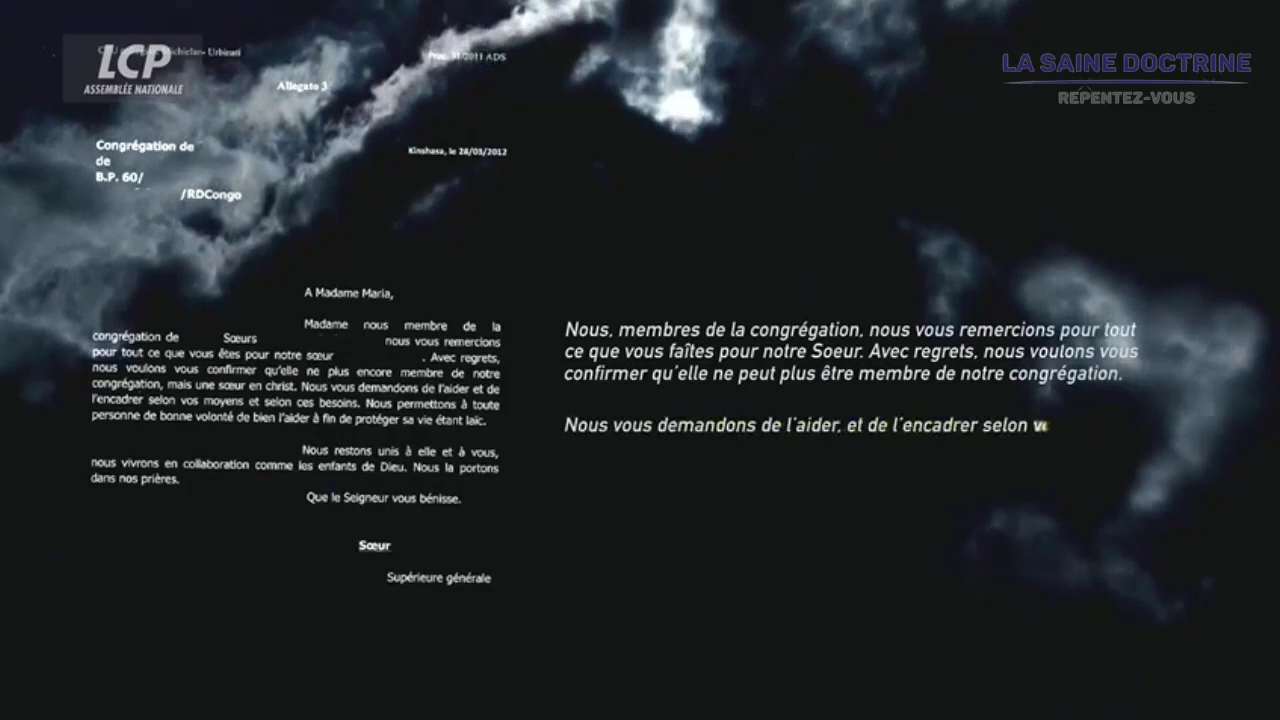 LCP
ASSEMBLÉE NATIONALE
Urbinati
2011 ADS
LA SAINE DOCTRINE
REPENTEZ-VOUS
Allegato 3
Congrégation de
de
B.P. 60/
/RDCongo
Kinshasa, le 28/03/2012
A Madame Maria,
Madame nous membre de la
congrégation de Sœurs nous vous remercions
pour tout ce que vous êtes pour notre sœur . Avec regrets,
nous voulons vous confirmer qu'elle ne plus encore membre de notre
congrégation, mais une sœur en christ. Nous vous demandons de l'aider et de
l'encadrer selon vos moyens et selon ces besoins. Nous permettons à toute
personne de bonne volonté de bien l'aider à fin de protéger sa vie étant laïc.
Nous restons unis à elle et à vous,
nous vivrons en collaboration comme les enfants de Dieu. Nous la portons
dans nos prières.
Que le Seigneur vous bénisse.
Sœur
Supérieure générale
Nous, membres de la congrégation, nous vous remercions pour tout
ce que vous faîtes pour notre Soeur. Avec regrets, nous voulons vous
confirmer qu'elle ne peut plus être membre de notre congrégation.
Nous vous demandons de l'aider, et de l'encadrer selon